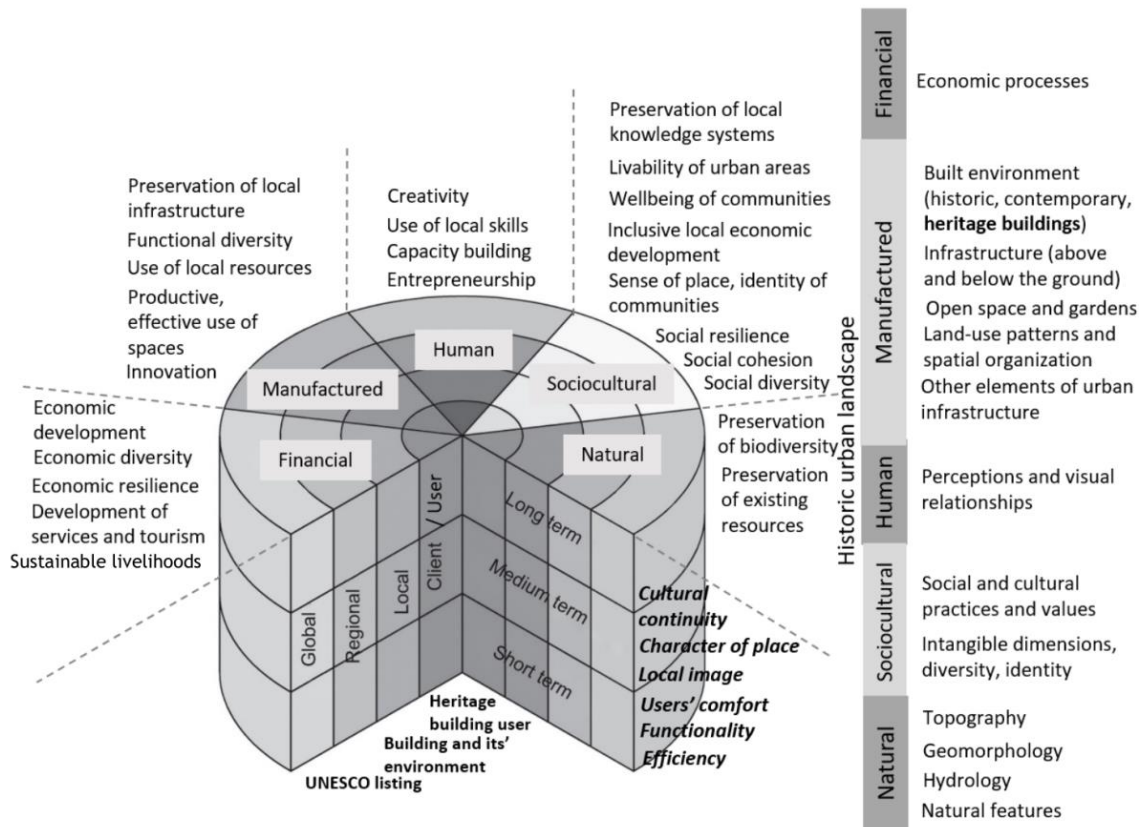 Preservation of local
infrastructure
Functional diversity
Use of local resources
Productive,
effective use of
spaces
Innovation
Creativity
Use of local skills
Capacity building
Entrepreneurship
Preservation of local
knowledge systems
Livability of urban areas
Wellbeing of communities
Inclusive local economic
development
Sense of place, identity of
communities
Social resilience
Social cohesion
Social diversity
Economic
development
Economic diversity
Economic resilience
Development of
services and tourism
Sustainable livelihoods
Preservation
of biodiversity
Preservation
of existing
resources
Human
Manufactured
Sociocultural
Financial
Natural
Global
Regional
Local
Client / User
Long term
Medium term
Short term
Cultural
continuity
Character of place
Local image
Users' comfort
Functionality
Efficiency
Heritage
building user
Building and its'
environment
UNESCO listing
Historic urban landscape
Financial
Economic processes
Manufactured
Built environment
(historic, contemporary,
heritage buildings)
Infrastructure (above
and below the ground)
Open space and gardens
Land-use patterns and
spatial organization
Other elements of urban
infrastructure
Human
Perceptions and visual
relationships
Sociocultural
Social and cultural
practices and values
Intangible dimensions,
diversity, identity
Natural
Topography
Geomorphology
Hydrology
Natural features